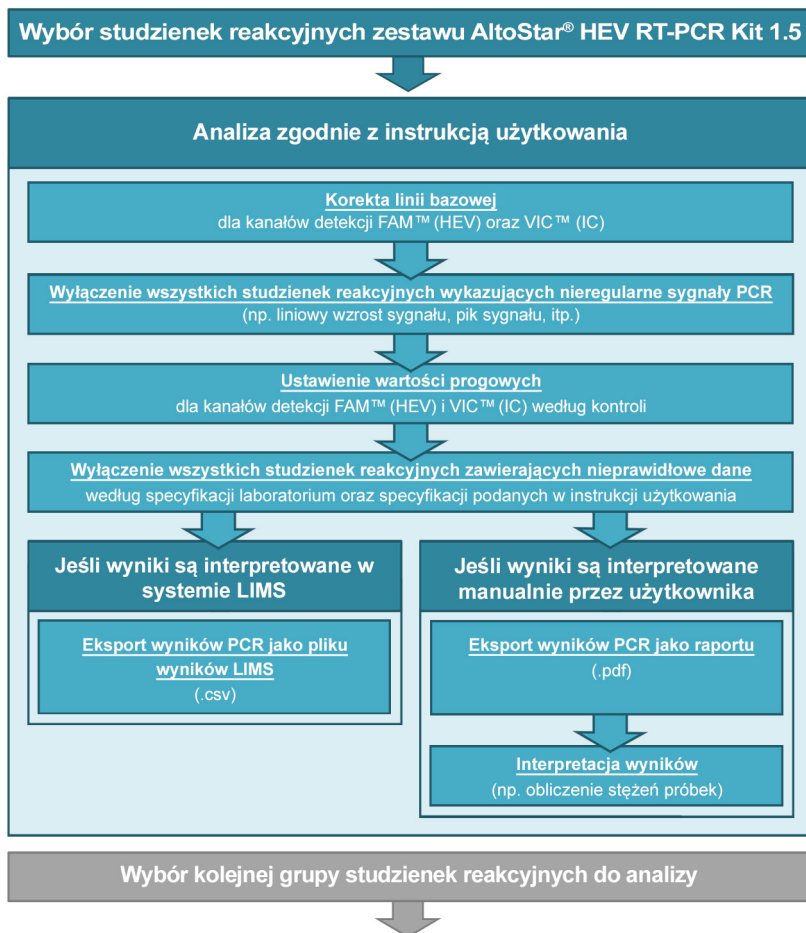 Wybór studzienek reakcyjnych zestawu AltoStar® HEV RT-PCR Kit 1.5
Analiza zgodnie z instrukcją użytkowania
Korekta linii bazowej
dla kanałów detekcji FAM™ (HEV) oraz VIC™ (IC)
Wyłączenie wszystkich studzienek reakcyjnych wykazujących nieregularne sygnały PCR
(np. liniowy wzrost sygnału, pik sygnału, itp.)
Ustawienie wartości progowych
dla kanałów detekcji FAM™ (HEV) i VIC™ (IC) według kontroli
Wyłączenie wszystkich studzienek reakcyjnych zawierających nieprawidłowe dane
według specyfikacji laboratorium oraz specyfikacji podanych w instrukcji użytkowania
Jeśli wyniki są interpretowane w
systemie LIMS
Eksport wyników PCR jako pliku
wyników LIMS
(.csv)
Jeśli wyniki są interpretowane
manualnie przez użytkownika
Eksport wyników PCR jako raportu
(.pdf)
Interpretacja wyników
(np. obliczenie stężeń próbek)
Wybór kolejnej grupy studzienek reakcyjnych do analizy